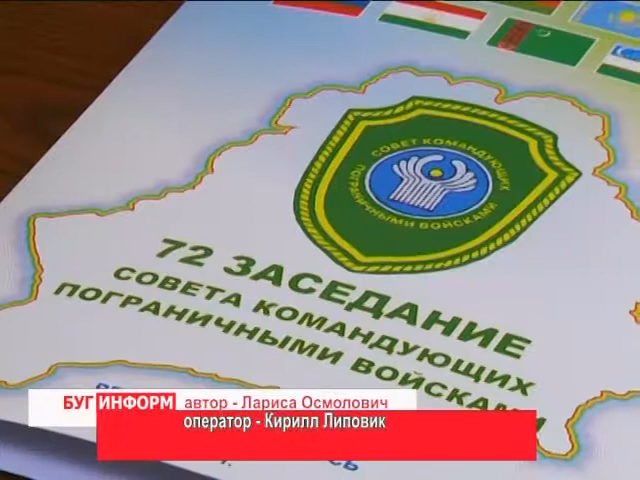 СОВЕТ КОМАНДУЮЩИХ
ПОГРАНИЧНЫМИ ВОЙСКАМИ
72 ЗАСЕДАНИЕ
СОВЕТА КОМАНДУЮЩИХ
ПОГРАНИЧНЫМИ ВОЙСКАМИ
БУГ ИНФОРМ автор - Лариса Осмолович
оператор - Кирилл Липовик